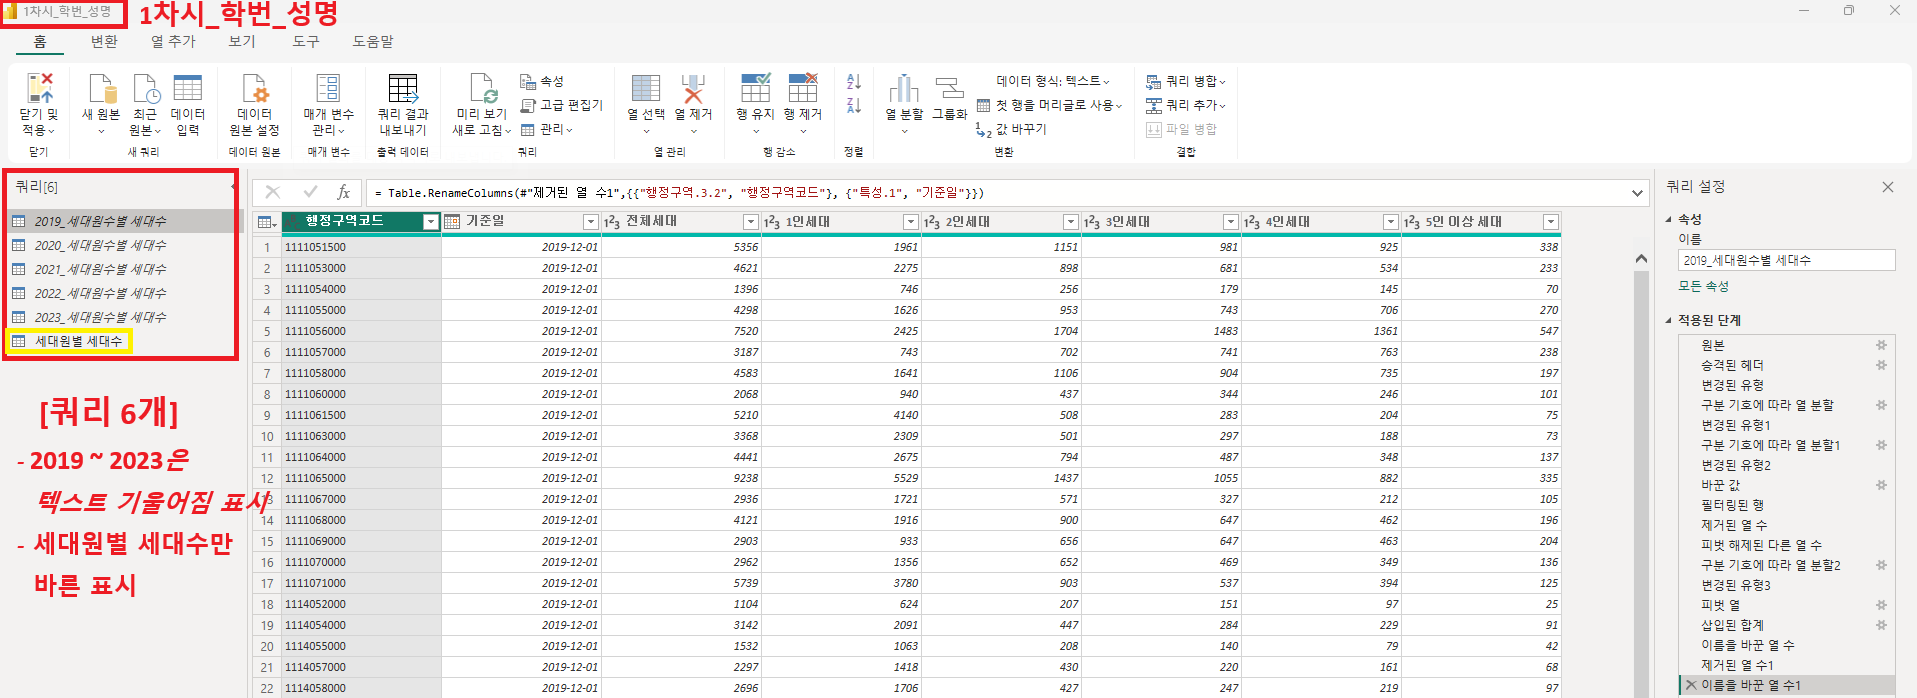 1차시_학번_성명
1차시_학번_성명
홈 변환 열 추가 보기 도구 도움말
닫기 및 적용
새 원본
최근 원본
데이터 입력
데이터 원본 설정
매개 변수 관리
쿼리 결과 내보내기
미리 보기 새로 고침
속성
고급 편집기
관리
열 선택
열 제거
행 유지
행 제거
열 분할
그룹화
데이터 형식: 텍스트
첫 행을 머리글로 사용
값 바꾸기
쿼리 병합
쿼리 추가
파일 병합
닫기 새 쿼리 데이터 원본 매개 변수 출력 데이터 쿼리 열 관리 행 감소 정렬 변환 결합
쿼리[6]
2019_세대원수별 세대수
2020_세대원수별 세대수
2021_세대원수별 세대수
2022_세대원수별 세대수
2023_세대원수별 세대수
세대원별 세대수
[쿼리 6개]
- 2019 ~ 2023은
텍스트 기울어짐 표시
- 세대원별 세대수만
바른 표시
fx = Table.RenameColumns(#"제거된 열 수1",{{"행정구역.3.2", "행정구역코드"}, {"특성.1", "기준일"}})
행정구역코드 기준일 전체세대 1인세대 2인세대 3인세대 4인세대 5인 이상 세대
1 1111051500 2019-12-01 5356 1961 1151 981 925 338
2 1111053000 2019-12-01 4621 2275 898 681 534 233
3 1111054000 2019-12-01 1396 746 256 179 145 70
4 1111055000 2019-12-01 4298 1626 953 743 706 270
5 1111056000 2019-12-01 7520 2425 1704 1483 1361 547
6 1111057000 2019-12-01 3187 743 702 741 763 238
7 1111058000 2019-12-01 4583 1641 1106 904 735 197
8 1111060000 2019-12-01 2068 940 437 344 246 101
9 1111061500 2019-12-01 5210 4140 508 283 204 75
10 1111063000 2019-12-01 3368 2309 501 297 188 73
11 1111064000 2019-12-01 4441 2675 794 487 348 137
12 1111065000 2019-12-01 9238 5529 1437 1055 882 335
13 1111067000 2019-12-01 2936 1721 571 327 212 105
14 1111068000 2019-12-01 4121 1916 900 647 462 196
15 1111069000 2019-12-01 2903 933 656 647 463 204
16 1111070000 2019-12-01 2962 1356 652 469 349 136
17 1111071000 2019-12-01 5739 3780 903 537 394 125
18 1114052000 2019-12-01 1104 624 207 151 97 25
19 1114054000 2019-12-01 3142 2091 447 284 229 91
20 1114055000 2019-12-01 1532 1063 208 140 79 42
21 1114057000 2019-12-01 2297 1418 430 220 161 68
22 1114058000 2019-12-01 2696 1706 427 247 219 97
쿼리 설정
속성
이름
2019_세대원수별 세대수
모든 속성
적용된 단계
원본
승격된 헤더
변경된 유형
구분 기호에 따라 열 분할
변경된 유형1
구분 기호에 따라 열 분할1
변경된 유형2
바꾼 값
필터링된 행
제거된 열 수
피벗 해제된 다른 열 수
구분 기호에 따라 열 분할2
변경된 유형3
피벗 열
삽입된 합계
이름을 바꾼 열 수
제거된 열 수1
이름을 바꾼 열 수1